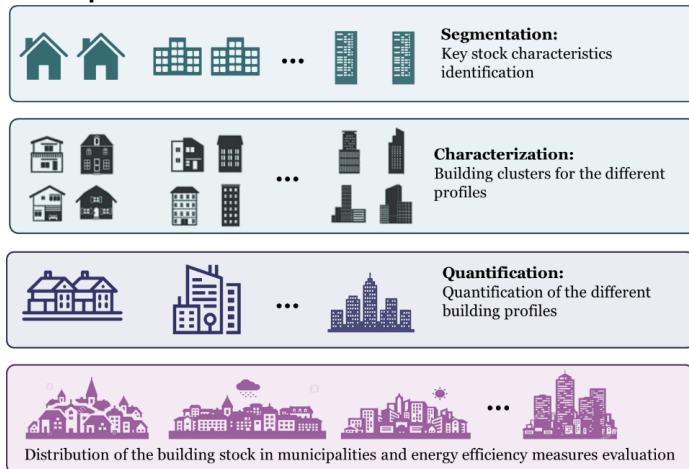 Segmentation:
Key stock characteristics
identification
Characterization:
Building clusters for the different
profiles
Quantification:
Quantification of the different
building profiles
Distribution of the building stock in municipalities and energy efficiency measures evaluation